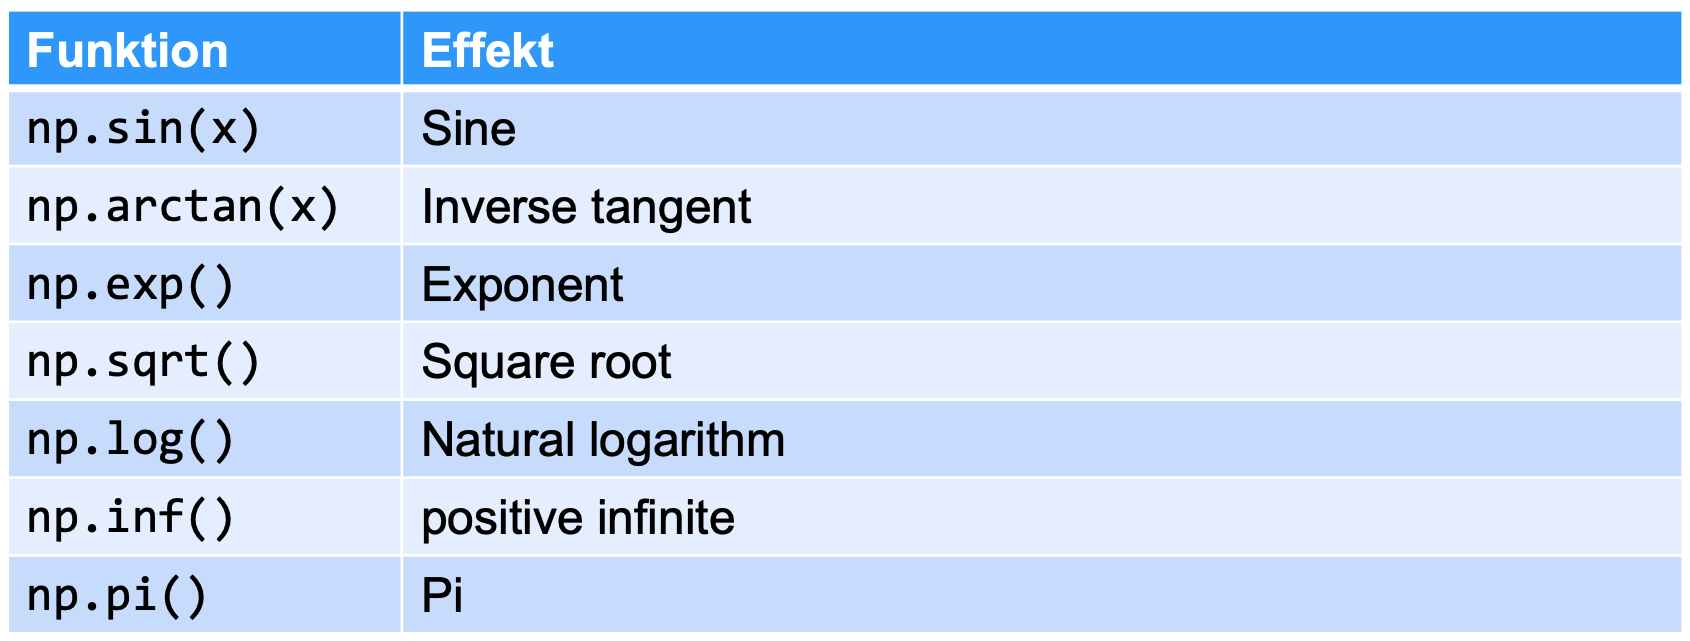 Funktion Effekt
np.sin(x) Sine
np.arctan(x) Inverse tangent
np.exp() Exponent
np.sqrt() Square root
np.log() Natural logarithm
np.inf() positive infinite
np.pi() Pi